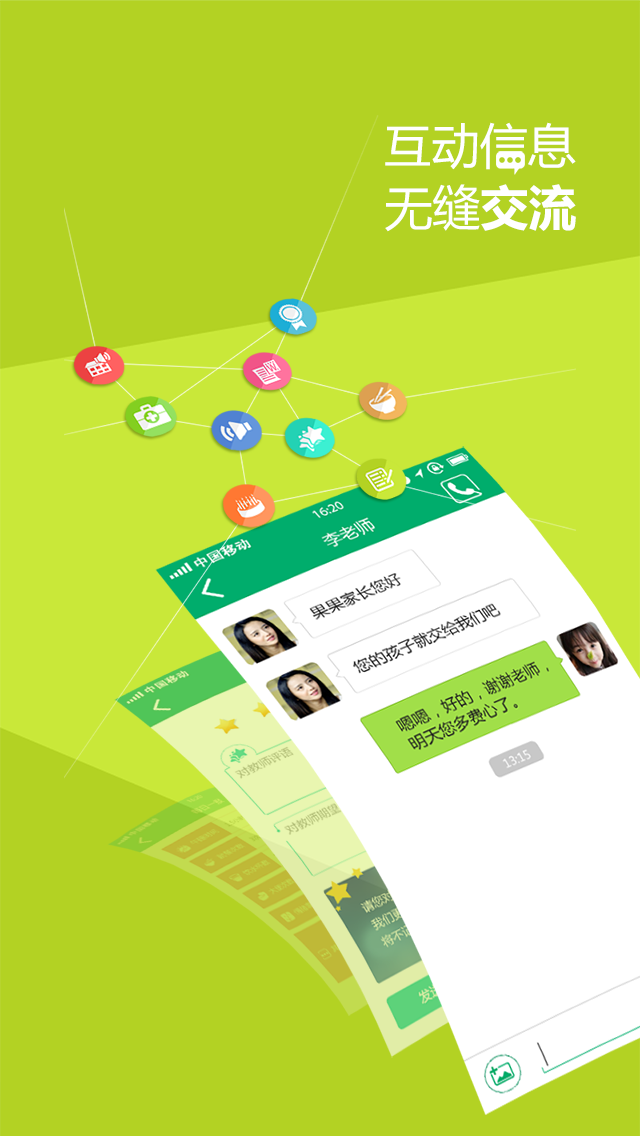 互动信息
无缝交流
中国移动
16:20
李老师
果果家长您好
您的孩子就交给我们吧
嗯嗯，好的，谢谢老师，
明天您多费心了。
13:15
中国移动
对教师评语
对教师期望
请您对
我们更
将不
发送